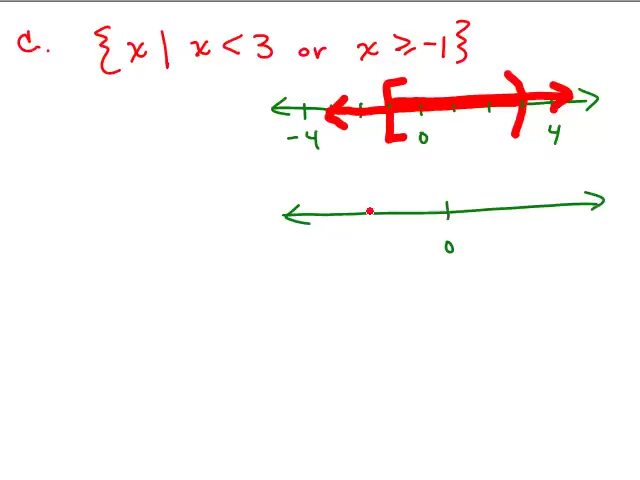 c. {x | x < 3 or x ≥ -1}
[ )
-4 0 4
0